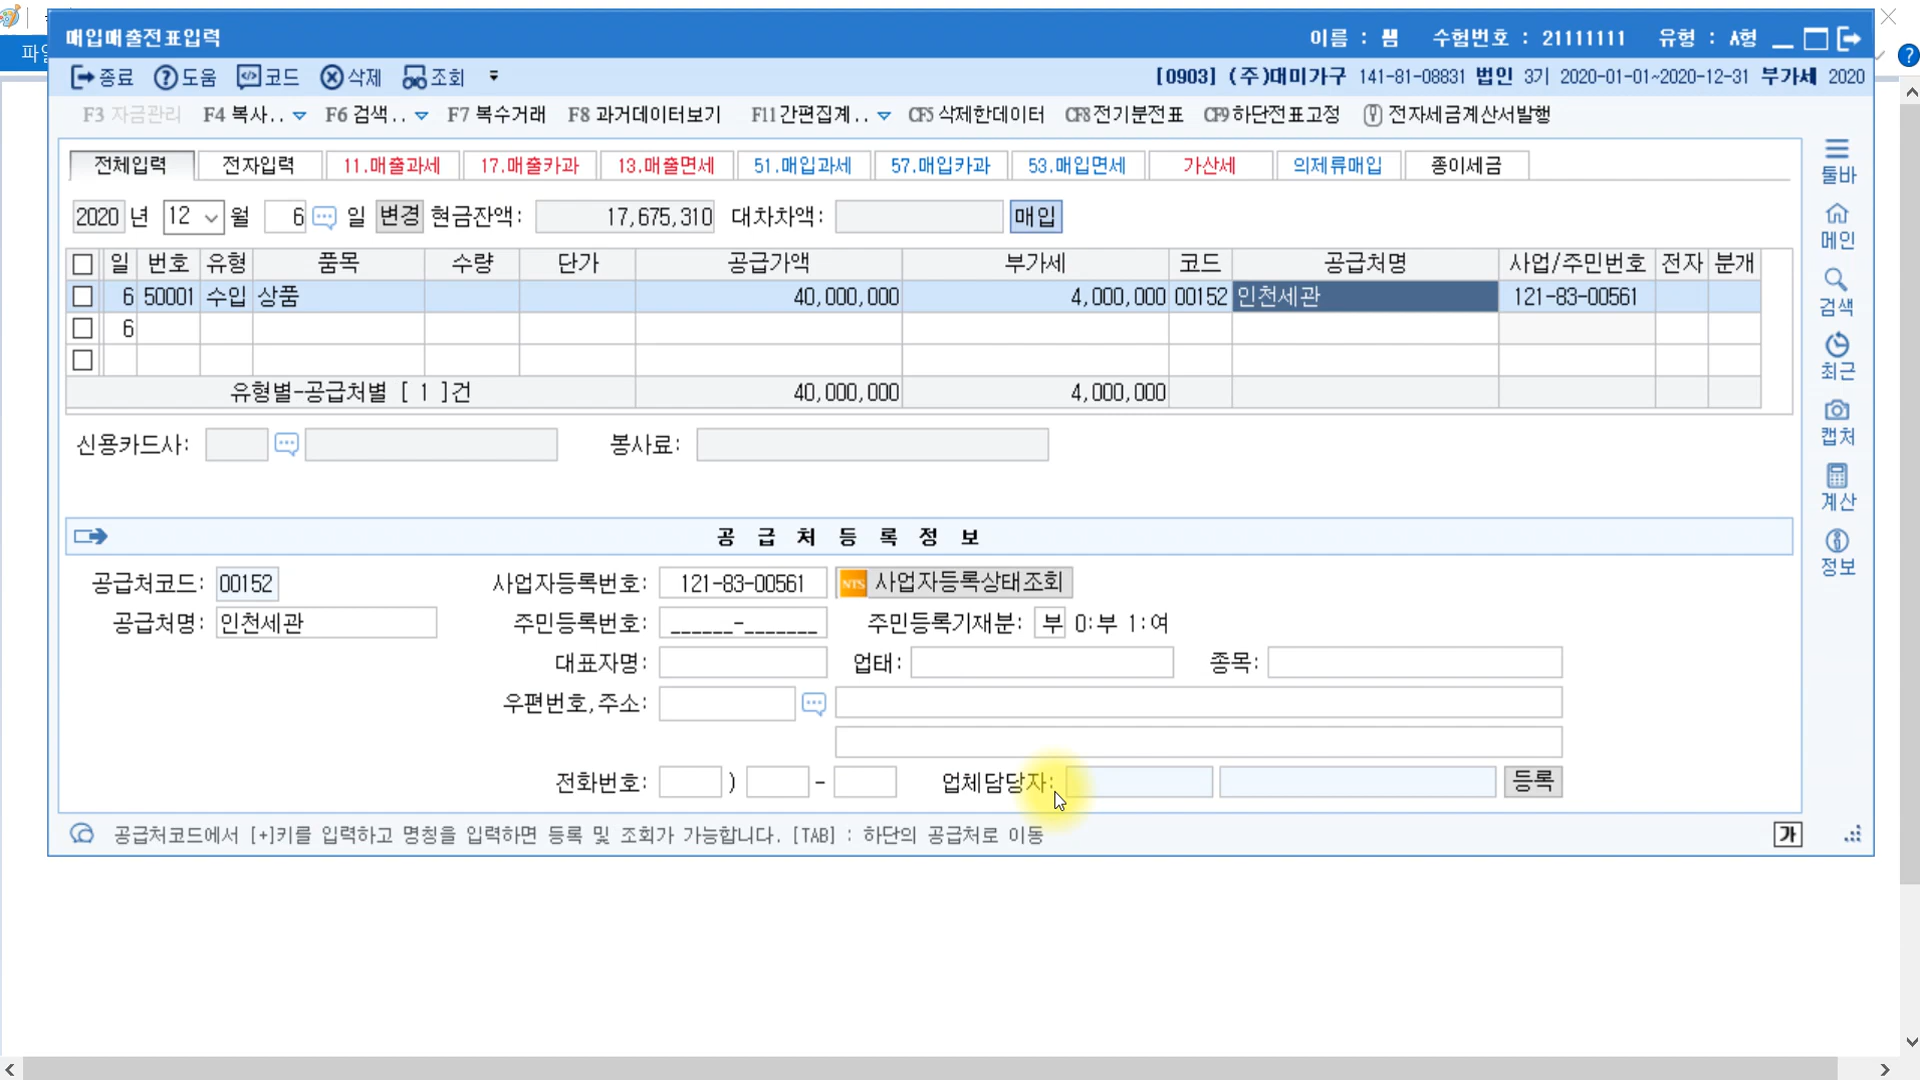 매입매출전표입력 이름 : 쌤 수험번호 : 21111111 유형 : A형
종료 도움 코드 삭제 조회 [0903] (주)대미가구 141-81-08831 법인 3기 2020-01-01~2020-12-31 부가세 2020
F3 자금관리 F4 복사.. F6 검색.. F7 복수거래 F8 과거데이터보기 F11간편집계.. CF5삭제한데이터 CF8전기분전표 CF9하단전표고정 전자세금계산서발행
전체입력 전자입력 11.매출과세 17.매출카과 13.매출면세 51.매입과세 57.매입카과 53.매입면세 가산세 의제류매입 종이세금
2020 년 12 월 6 일 변경 현금잔액: 17,675,310 대차차액: 매입
일 번호 유형 품목 수량 단가 공급가액 부가세 코드 공급처명 사업/주민번호 전자 분개
6 50001 수입 상품 40,000,000 4,000,000 00152 인천세관 121-83-00561
6
유형별-공급처별 [ 1 ]건 40,000,000 4,000,000
신용카드사: 봉사료:
공 급 처 등 록 정 보
공급처코드: 00152 사업자등록번호: 121-83-00561 NTS 사업자등록상태조회
공급처명: 인천세관 주민등록번호: ______-_______ 주민등록기재분: 부 0:부 1:여
대표자명: 업태: 종목:
우편번호,주소:
전화번호: ) - 업체담당자: 등록
공급처코드에서 [+]키를 입력하고 명칭을 입력하면 등록 및 조회가 가능합니다. [TAB] : 하단의 공급처로 이동 가
툴바
메인
검색
최근
캡처
계산
정보